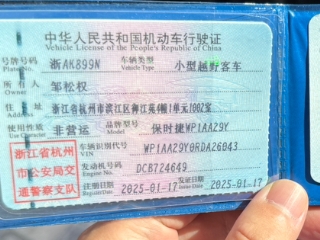 中华人民共和国机动车行驶证
Vehicle License of the People's Republic of China
号牌号码 浙AK899N 车辆类型 小型越野客车
Plate No. Vehicle Type
所有人 邹松权
Owner
住址 浙江省杭州市滨江区柳江苑4幢1单元1002室
Address
使用性质 非营运 品牌型号 保时捷WP1AA29Y
Use Character Model
浙江省杭州 车辆识别代号 WP1AA29Y0RDA26043
VIN
市公安局交 发动机号码 DCB724649
Engine No.
通警察支队 注册日期 2025-01-17 发证日期 2025-01-17
Register Date Issue Date